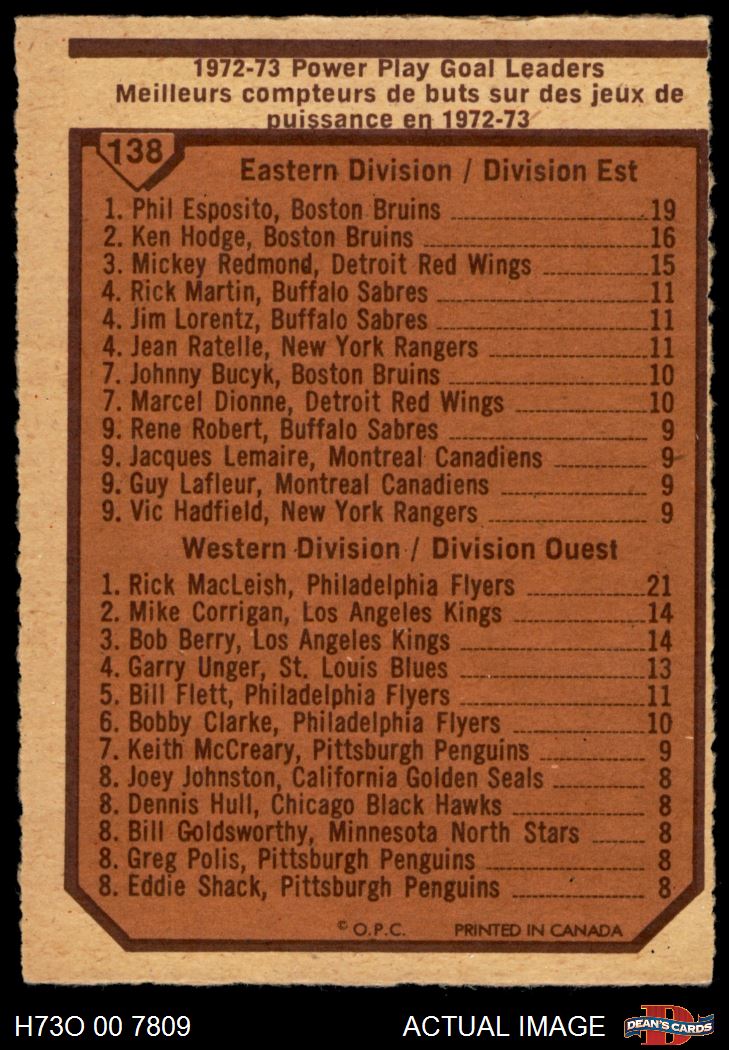 1972-73 Power Play Goal Leaders
Meilleurs compteurs de buts sur des jeux de
puissance en 1972-73
138
Eastern Division / Division Est
1. Phil Esposito, Boston Bruins 19
2. Ken Hodge, Boston Bruins 16
3. Mickey Redmond, Detroit Red Wings 15
4. Rick Martin, Buffalo Sabres 11
4. Jim Lorentz, Buffalo Sabres 11
4. Jean Ratelle, New York Rangers 11
7. Johnny Bucyk, Boston Bruins 10
7. Marcel Dionne, Detroit Red Wings 10
9. Rene Robert, Buffalo Sabres 9
9. Jacques Lemaire, Montreal Canadiens 9
9. Guy Lafleur, Montreal Canadiens 9
9. Vic Hadfield, New York Rangers 9
Western Division / Division Ouest
1. Rick MacLeish, Philadelphia Flyers 21
2. Mike Corrigan, Los Angeles Kings 14
3. Bob Berry, Los Angeles Kings 14
4. Garry Unger, St. Louis Blues 13
5. Bill Flett, Philadelphia Flyers 11
6. Bobby Clarke, Philadelphia Flyers 10
7. Keith McCreary, Pittsburgh Penguins 9
8. Joey Johnston, California Golden Seals 8
8. Dennis Hull, Chicago Black Hawks 8
8. Bill Goldsworthy, Minnesota North Stars 8
8. Greg Polis, Pittsburgh Penguins 8
8. Eddie Shack, Pittsburgh Penguins 8
© O.P.C. PRINTED IN CANADA
H73O 00 7809 ACTUAL IMAGE DEAN'S CARDS